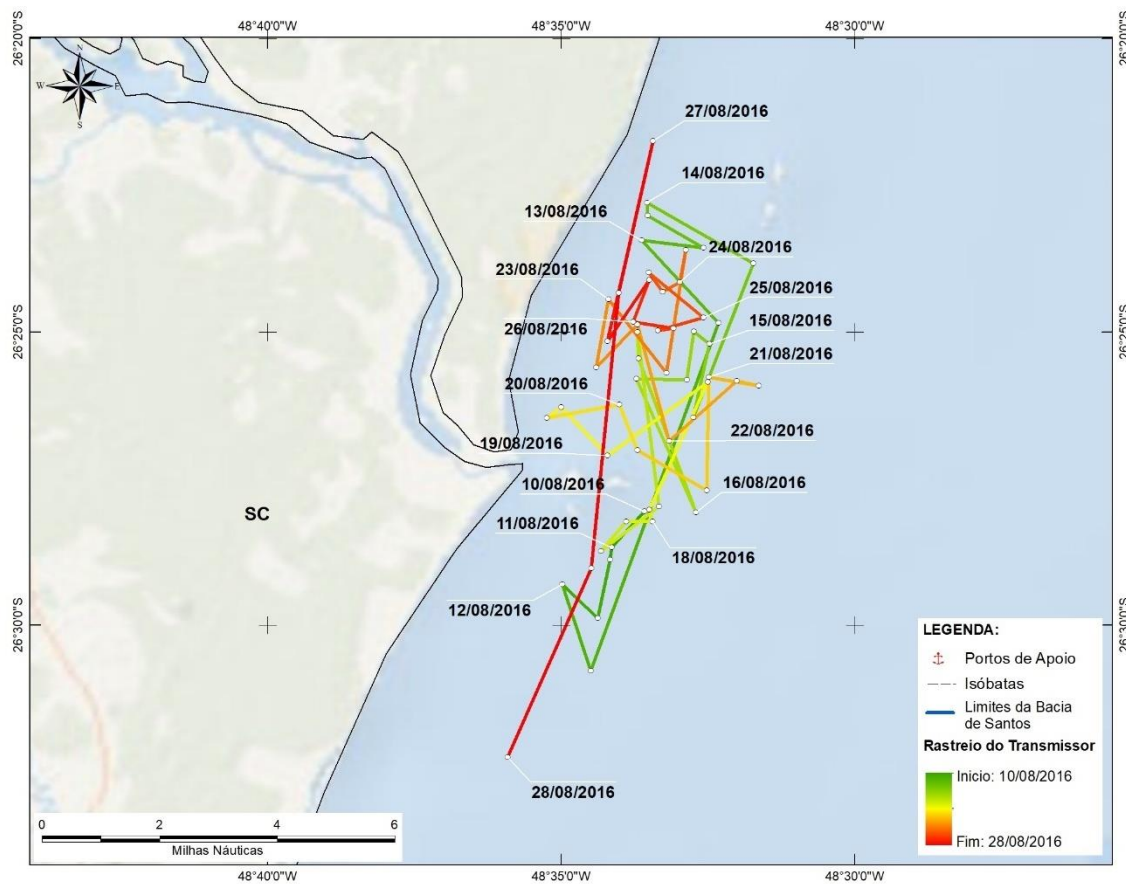 48°40'0"W
48°35'0"W
48°30'0"W
26°20'0"S
26°20'0"S
N
W
E
S
27/08/2016
14/08/2016
13/08/2016
24/08/2016
23/08/2016
25/08/2016
26/08/2016
15/08/2016
26°25'0"S
26°25'0"S
21/08/2016
20/08/2016
22/08/2016
19/08/2016
10/08/2016
16/08/2016
SC
11/08/2016
18/08/2016
12/08/2016
26°30'0"S
26°30'0"S
LEGENDA:
Portos de Apoio
Isóbatas
Limites da Bacia
de Santos
Rastreio do Transmissor
Inicio: 10/08/2016
Fim: 28/08/2016
28/08/2016
0 2 4 6
Milhas Náuticas
48°40'0"W
48°35'0"W
48°30'0"W